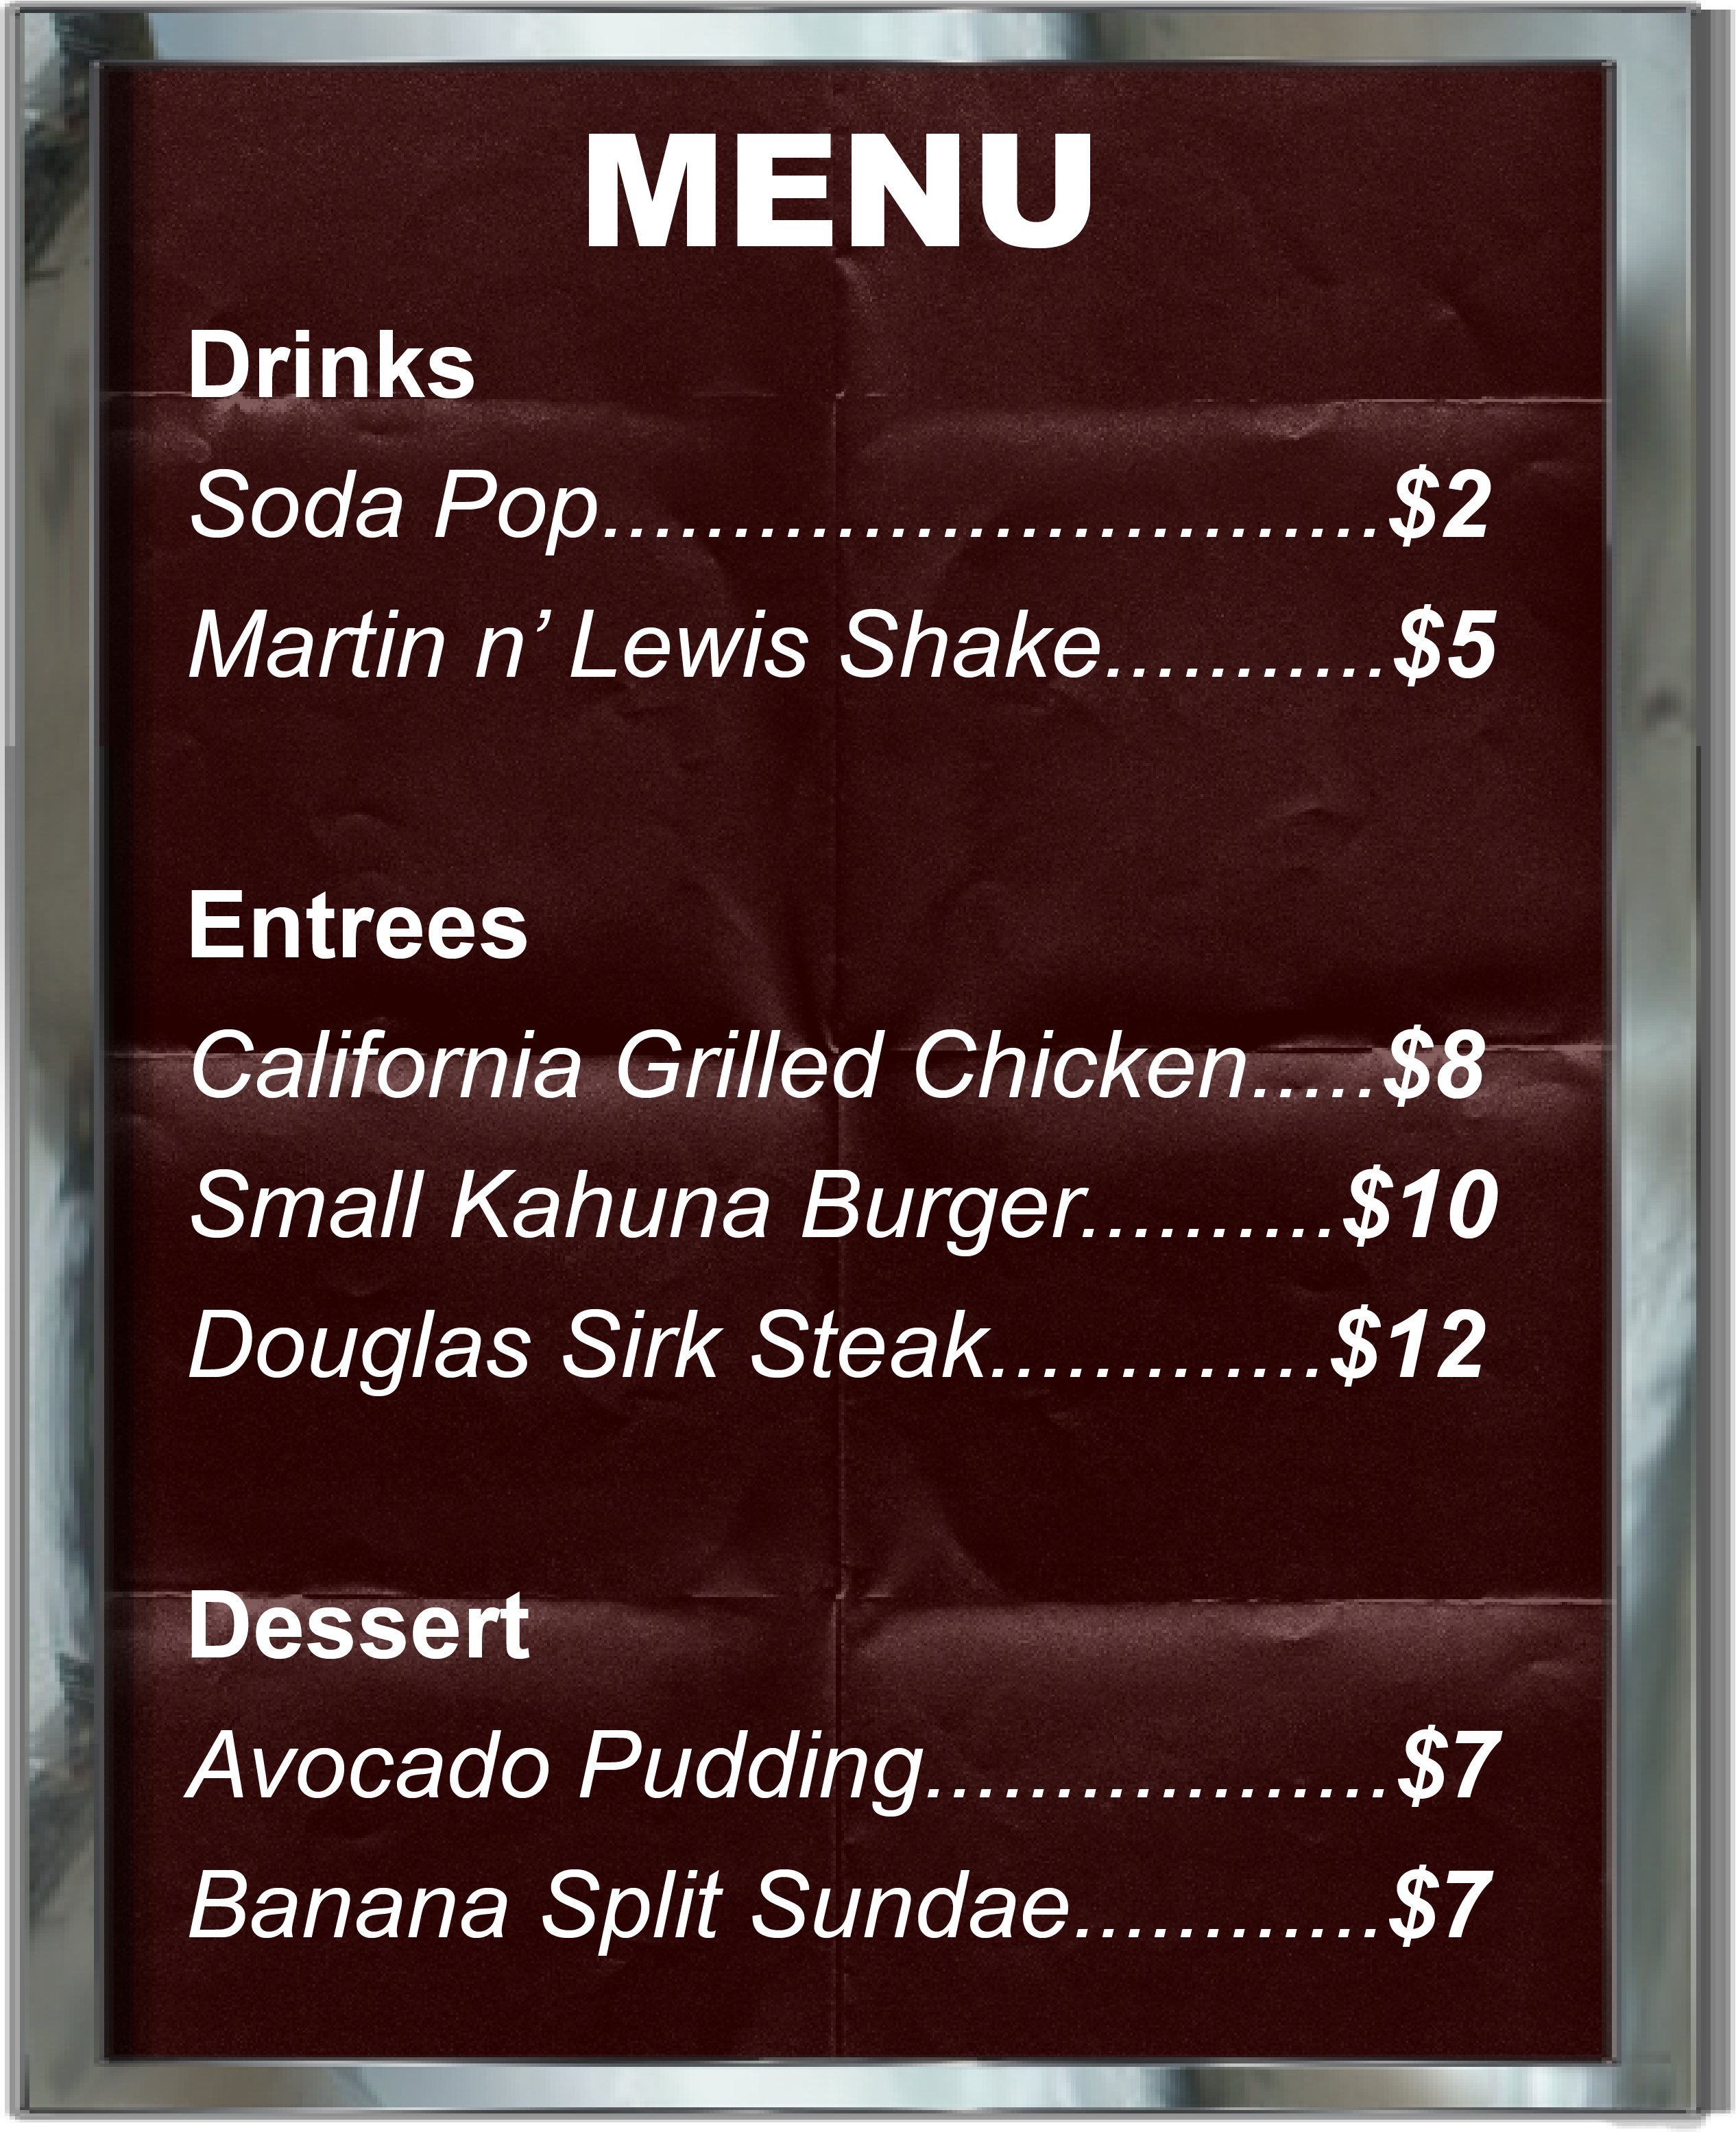 MENU
Drinks
Soda Pop..............................$2
Martin n’ Lewis Shake...........$5
Entrees
California Grilled Chicken.....$8
Small Kahuna Burger..........$10
Douglas Sirk Steak.............$12
Dessert
Avocado Pudding..................$7
Banana Split Sundae............$7